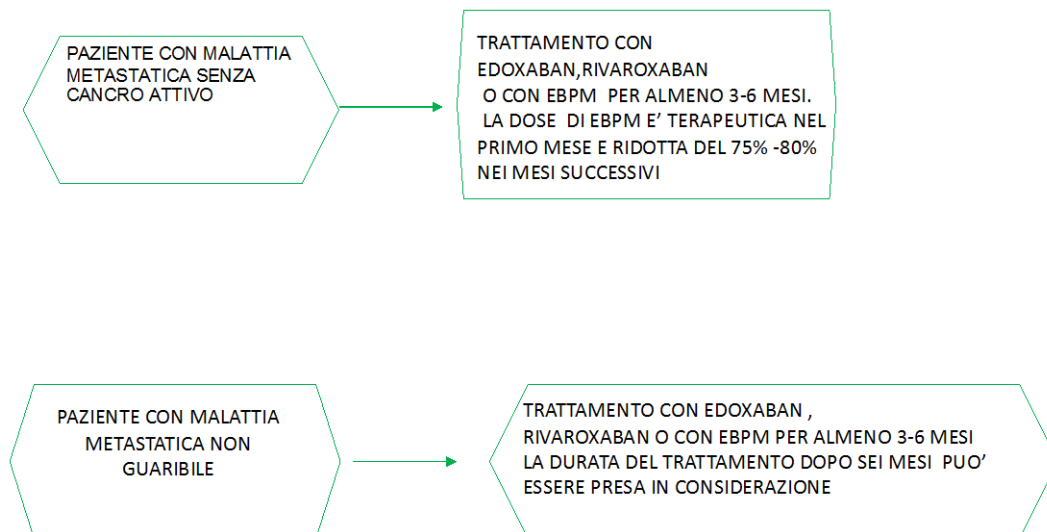 PAZIENTE CON MALATTIA
METASTATICA SENZA
CANCRO ATTIVO
TRATTAMENTO CON
EDOXABAN,RIVAROXABAN
O CON EBPM PER ALMENO 3-6 MESI.
LA DOSE DI EBPM E' TERAPEUTICA NEL
PRIMO MESE E RIDOTTA DEL 75% -80%
NEI MESI SUCCESSIVI
PAZIENTE CON MALATTIA
METASTATICA NON
GUARIBILE
TRATTAMENTO CON EDOXABAN ,
RIVAROXABAN O CON EBPM PER ALMENO 3-6 MESI
LA DURATA DEL TRATTAMENTO DOPO SEI MESI PUO'
ESSERE PRESA IN CONSIDERAZIONE